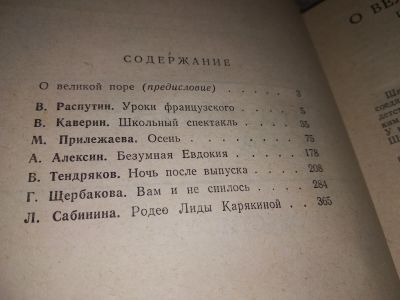 СОДЕРЖАНИЕ
О великой поре (предисловие) . . . 3
В. Распутин. Уроки французского . . . 5
В. Каверин. Школьный спектакль . . . 35
М. Прилежаева. Осень . . . . . 75
А. Алексин. Безумная Евдокия . . . . 178
В. Тендряков. Ночь после выпуска . . . 208
Г. Щербакова. Вам и не снилось . . . . 284
Л. Сабинина. Родео Лиды Карякиной . . . 365